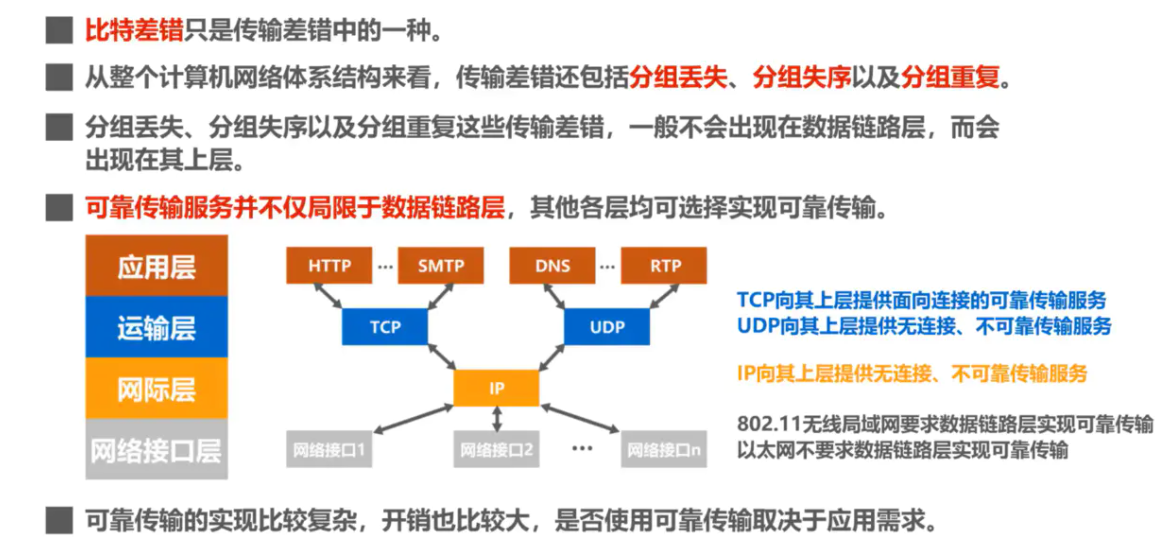 比特差错只是传输差错中的一种。
从整个计算机网络体系结构来看，传输差错还包括分组丢失、分组失序以及分组重复。
分组丢失、分组失序以及分组重复这些传输差错，一般不会出现在数据链路层，而会
出现在其上层。
可靠传输服务并不仅局限于数据链路层，其他各层均可选择实现可靠传输。
应用层
HTTP ··· SMTP
DNS ··· RTP
运输层
TCP
UDP
TCP向其上层提供面向连接的可靠传输服务
UDP向其上层提供无连接、不可靠传输服务
网际层
IP
IP向其上层提供无连接、不可靠传输服务
网络接口层
网络接口1
网络接口2
···
网络接口n
802.11无线局域网要求数据链路层实现可靠传输
以太网不要求数据链路层实现可靠传输
可靠传输的实现比较复杂，开销也比较大，是否使用可靠传输取决于应用需求。